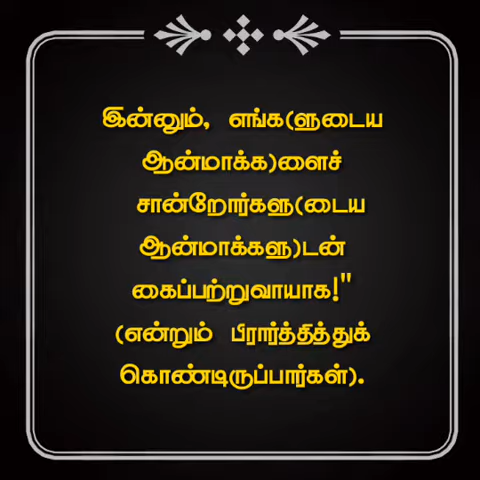 இன்னும், எங்க(ளுடைய
ஆன்மாக்க)ளைச்
சான்றோர்களு(டைய
ஆன்மாக்களு)டன்
கைப்பற்றுவாயாக!"
(என்றும் பிரார்த்தித்துக்
கொண்டிருப்பார்கள்).